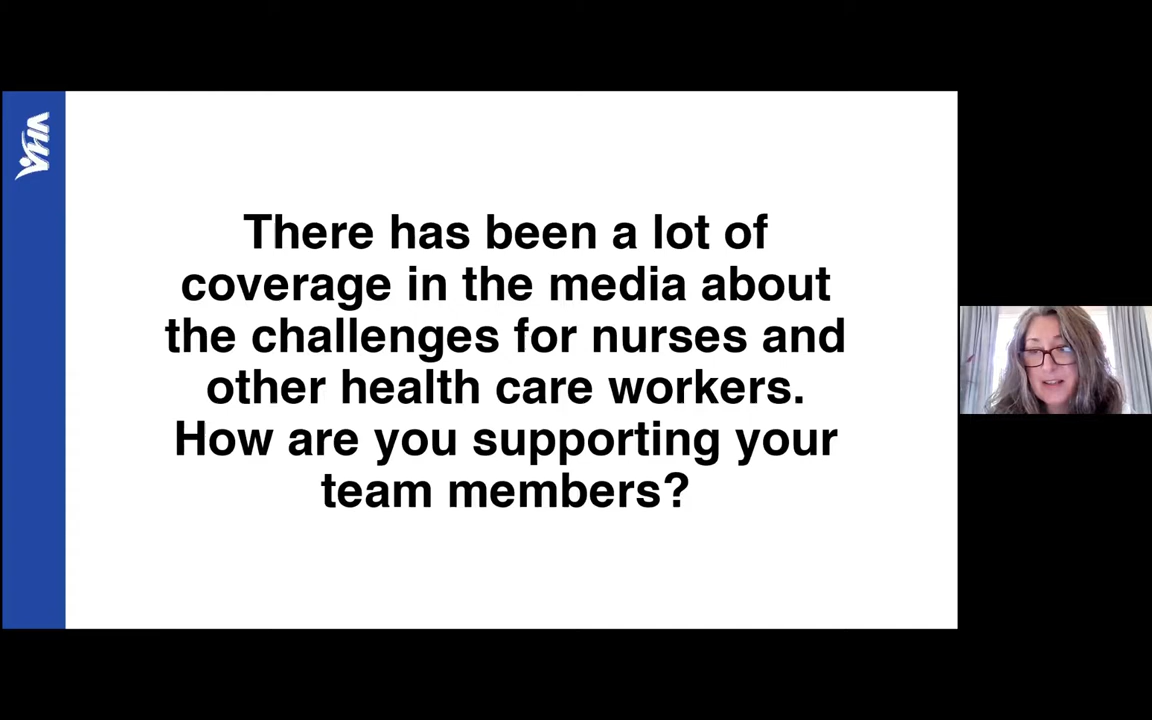 VHA
There has been a lot of
coverage in the media about
the challenges for nurses and
other health care workers.
How are you supporting your
team members?